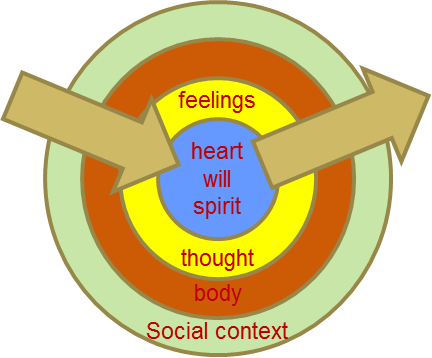 feelings
heart
will
spirit
thought
body
Social context